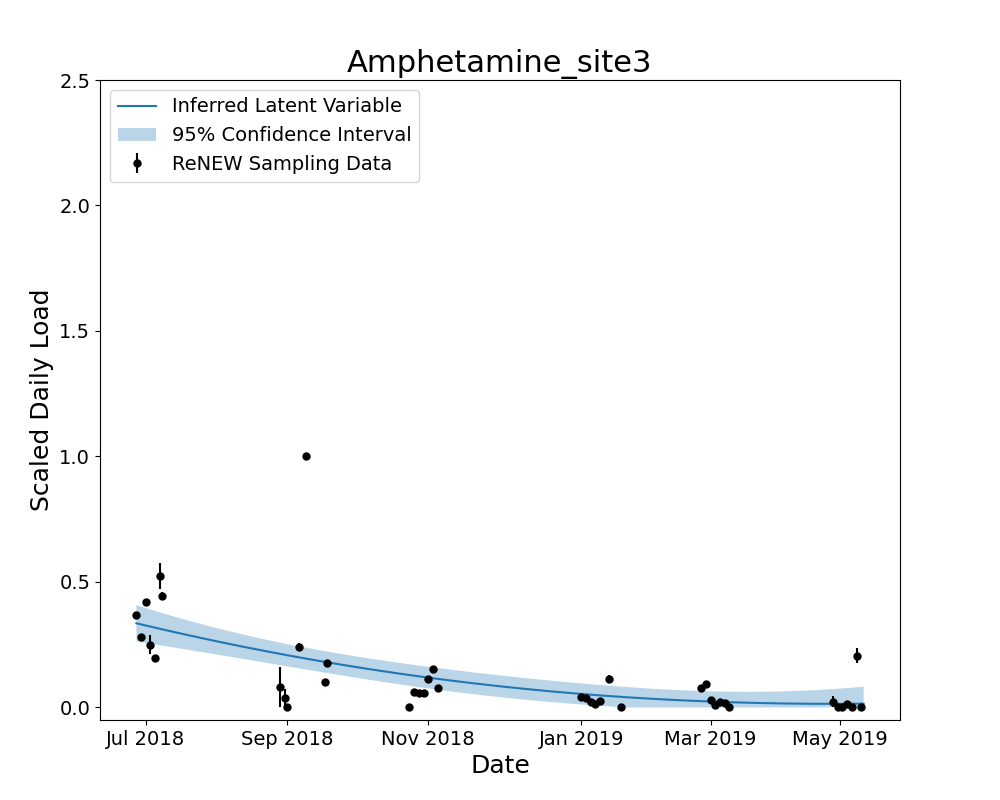 Amphetamine_site3
Inferred Latent Variable
95% Confidence Interval
ReNEW Sampling Data
Scaled Daily Load
2.5
2.0
1.5
1.0
0.5
0.0
Jul 2018 Sep 2018 Nov 2018 Jan 2019 Mar 2019 May 2019
Date